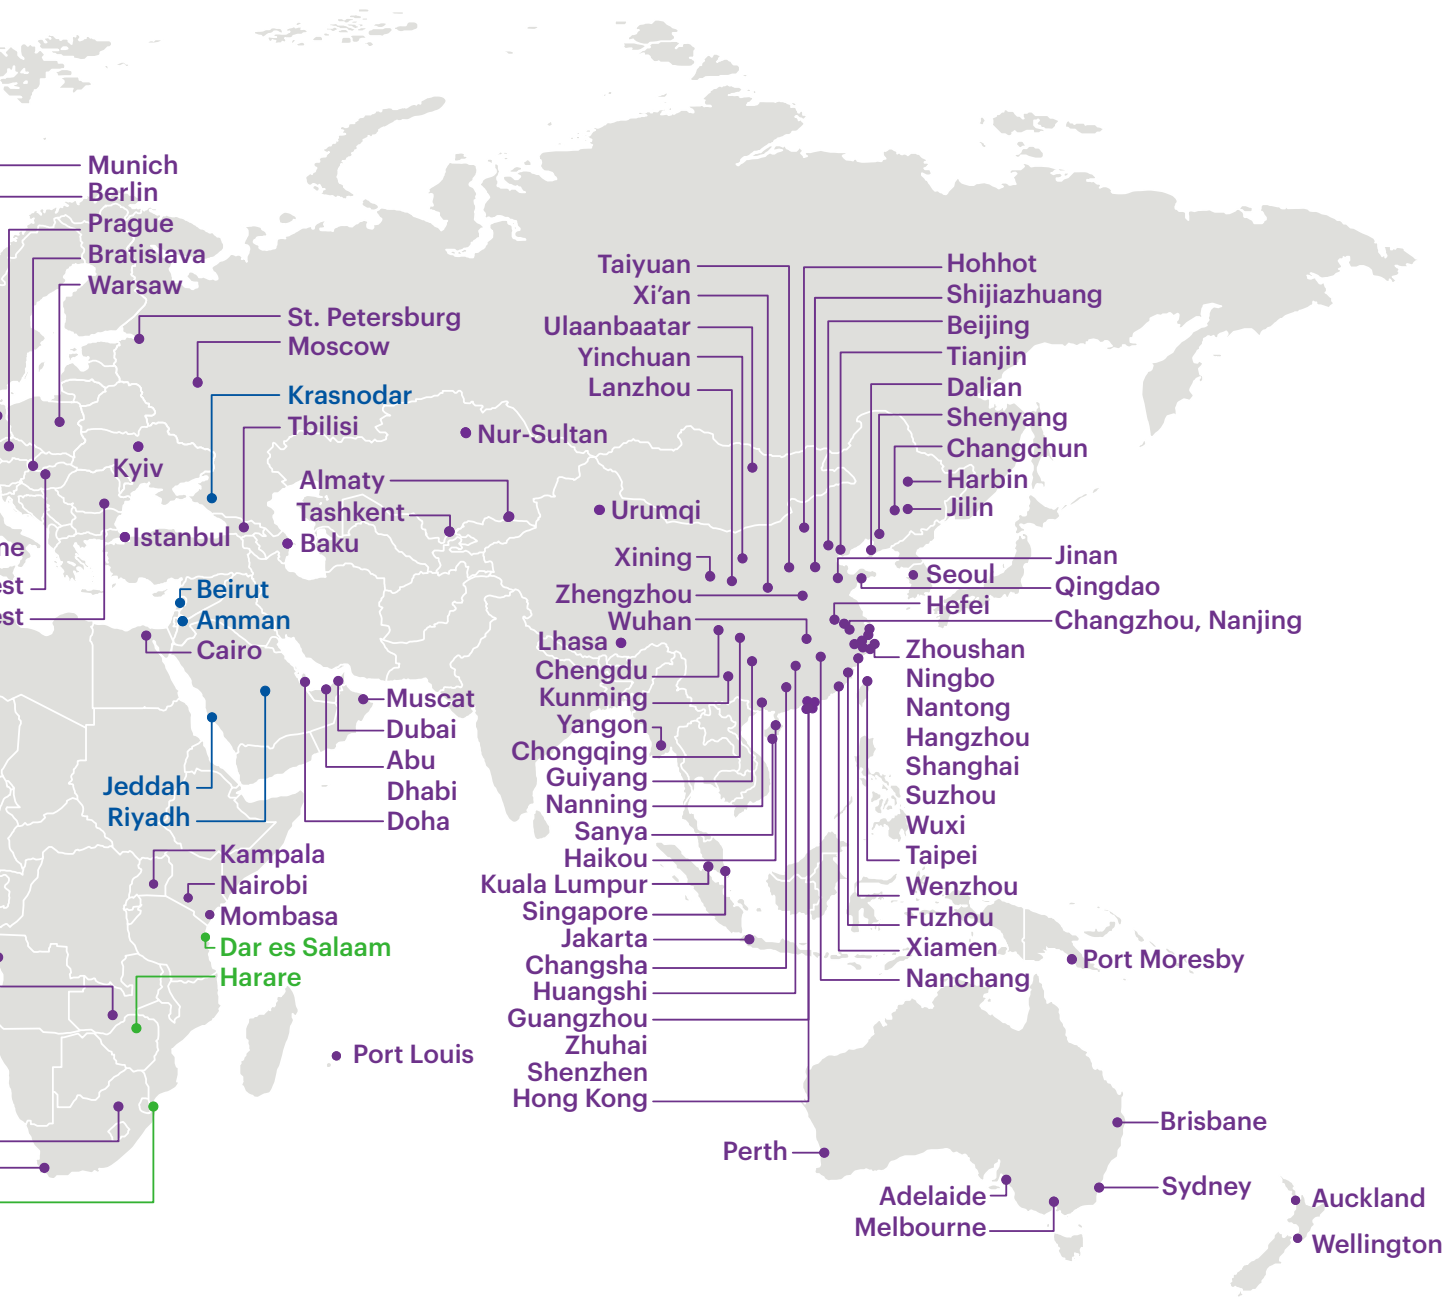 Munich
Berlin
Prague
Bratislava
Warsaw
St. Petersburg
Moscow
Krasnodar
Tbilisi
Nur-Sultan
Kyiv
Almaty
Tashkent
Istanbul
Baku
ne
est
est
Beirut
Amman
Cairo
Muscat
Dubai
Abu
Dhabi
Doha
Jeddah
Riyadh
Kampala
Nairobi
Mombasa
Dar es Salaam
Harare
Port Louis
Taiyuan
Xi’an
Ulaanbaatar
Yinchuan
Lanzhou
Urumqi
Xining
Zhengzhou
Wuhan
Lhasa
Chengdu
Kunming
Yangon
Chongqing
Guiyang
Nanning
Sanya
Haikou
Kuala Lumpur
Singapore
Jakarta
Changsha
Huangshi
Guangzhou
Zhuhai
Shenzhen
Hong Kong
Hohhot
Shijiazhuang
Beijing
Tianjin
Dalian
Shenyang
Changchun
Harbin
Jilin
Jinan
Seoul
Qingdao
Hefei
Changzhou, Nanjing
Zhoushan
Ningbo
Nantong
Hangzhou
Shanghai
Suzhou
Wuxi
Taipei
Wenzhou
Fuzhou
Xiamen
Nanchang
Port Moresby
Brisbane
Perth
Adelaide
Melbourne
Sydney
Auckland
Wellington